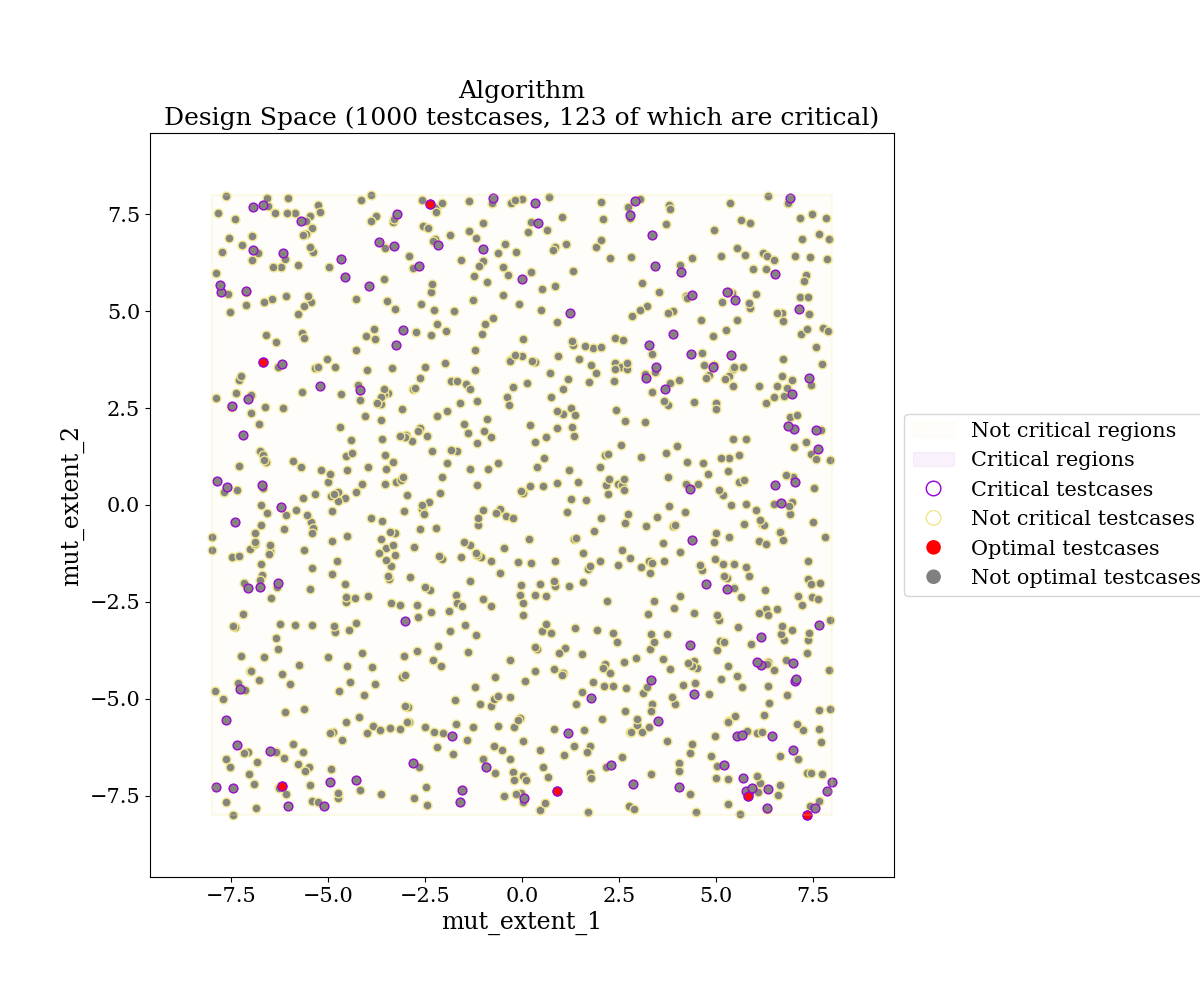 Algorithm
Design Space (1000 testcases, 123 of which are critical)
7.5
5.0
2.5
0.0
−2.5
−5.0
−7.5
mut_extent_2
−7.5
−5.0
−2.5
0.0
2.5
5.0
7.5
mut_extent_1
Not critical regions
Critical regions
Critical testcases
Not critical testcases
Optimal testcases
Not optimal testcases